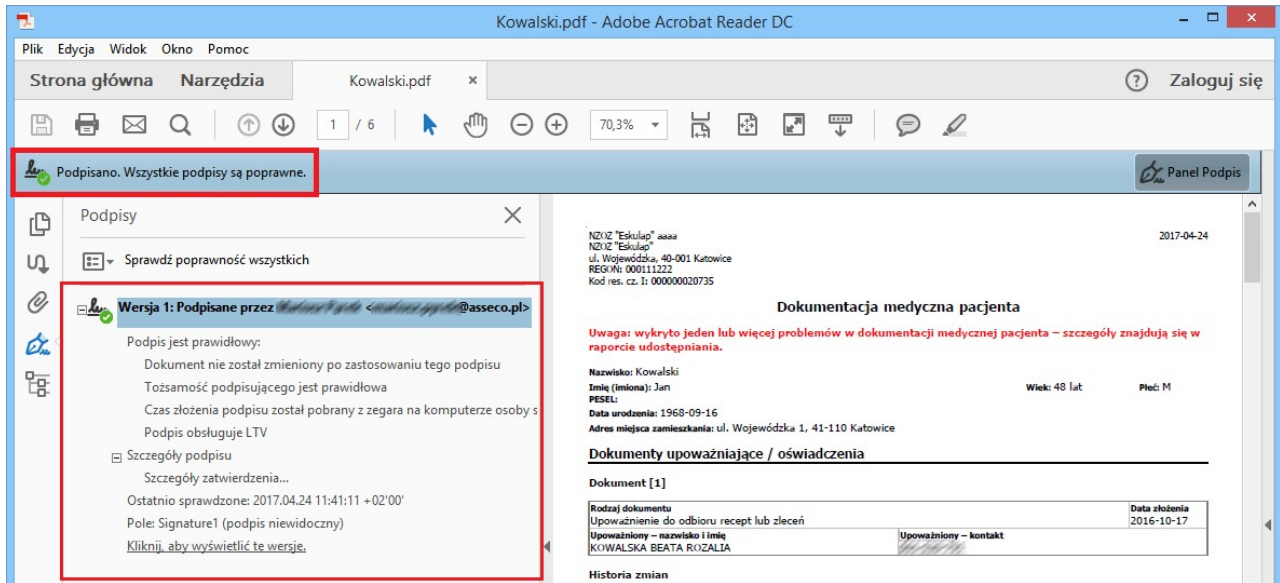 Kowalski.pdf - Adobe Acrobat Reader DC
Plik Edycja Widok Okno Pomoc
Strona główna Narzędzia Kowalski.pdf × ? Zaloguj się
1 / 6 70,3%
Podpisano. Wszystkie podpisy są poprawne. Panel Podpis
Podpisy
Sprawdź poprawność wszystkich
Wersja 1: Podpisane przez < @asseco.pl>
Podpis jest prawidłowy:
Dokument nie został zmieniony po zastosowaniu tego podpisu
Tożsamość podpisującego jest prawidłowa
Czas złożenia podpisu został pobrany z zegara na komputerze osoby s
Podpis obsługuje LTV
Szczegóły podpisu
Szczegóły zatwierdzenia...
Ostatnio sprawdzone: 2017.04.24 11:41:11 +02'00'
Pole: Signature1 (podpis niewidoczny)
Kliknij, aby wyświetlić te wersje.
NZOZ "Eskulap" aaaa 2017-04-24
NZOZ "Eskulap"
ul. Wojewódzka, 40-001 Katowice
REGON: 000111222
Kod res. cz. I: 000000020735
Dokumentacja medyczna pacjenta
Uwaga: wykryto jeden lub więcej problemów w dokumentacji medycznej pacjenta – szczegóły znajdują się w
raporcie udostępniania.
Nazwisko: Kowalski
Imię (imiona): Jan Wiek: 48 lat Płeć: M
PESEL:
Data urodzenia: 1968-09-16
Adres miejsca zamieszkania: ul. Wojewódzka 1, 41-110 Katowice
Dokumenty upoważniające / oświadczenia
Dokument [1]
Rodzaj dokumentu Data złożenia
Upoważnienie do odbioru recept lub zleceń 2016-10-17
Upoważniony – nazwisko i imię Upoważniony – kontakt
KOWALSKA BEATA ROZALIA
Historia zmian